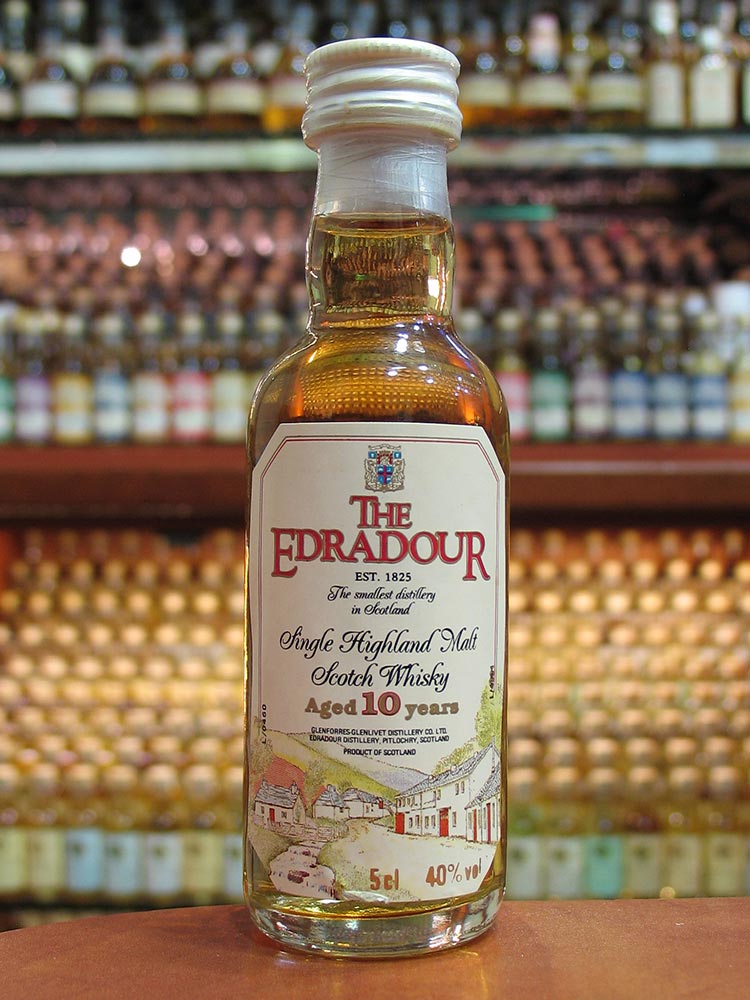 THE
EDRADOUR
EST. 1825
The smallest distillery
in Scotland
Single Highland Malt
Scotch Whisky
Aged 10 years
GLENFORRES-GLENLIVET DISTILLERY CO. LTD.
EDRADOUR DISTILLERY, PITLOCHRY, SCOTLAND
PRODUCT OF SCOTLAND
5cl 40% vol